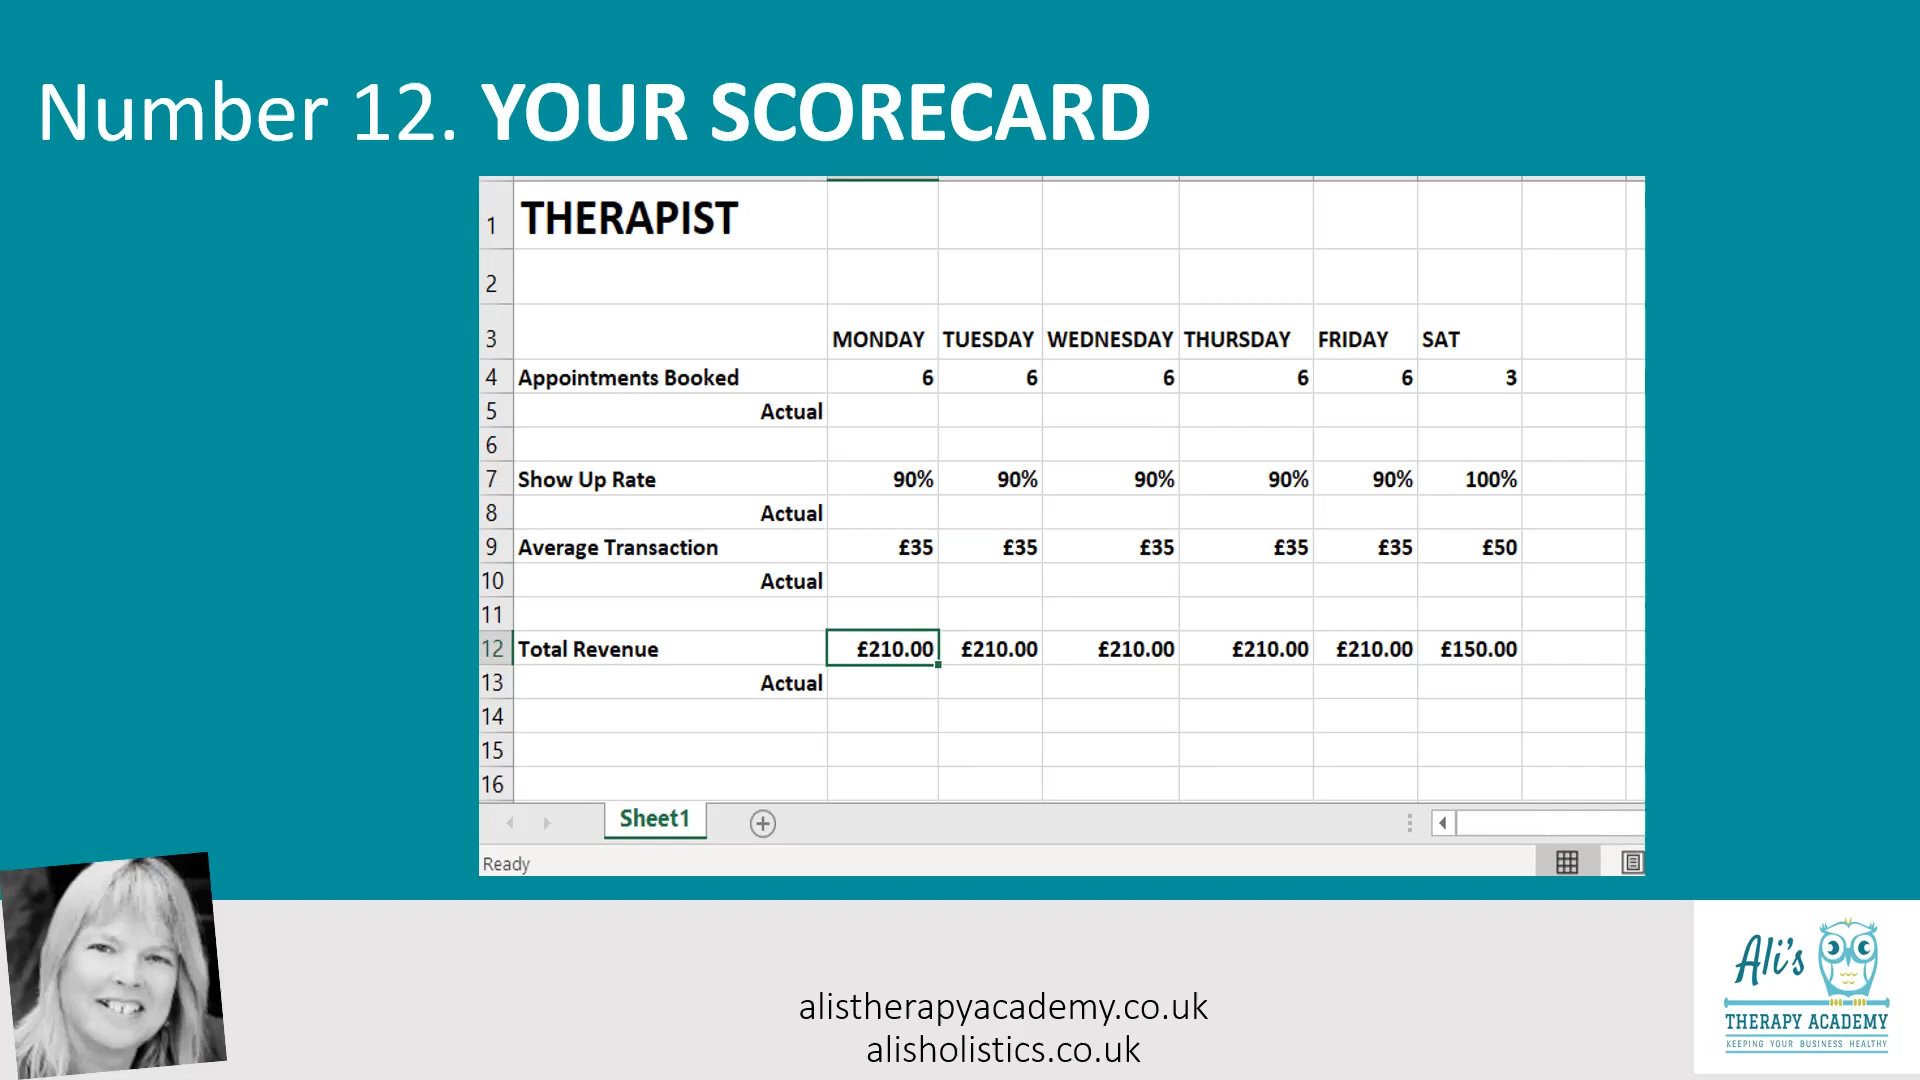 Number 12. YOUR SCORECARD
1 THERAPIST
2
3 MONDAY TUESDAY WEDNESDAY THURSDAY FRIDAY SAT
4 Appointments Booked 6 6 6 6 6 3
5 Actual
6
7 Show Up Rate 90% 90% 90% 90% 90% 100%
8 Actual
9 Average Transaction £35 £35 £35 £35 £35 £50
10 Actual
11
12 Total Revenue £210.00 £210.00 £210.00 £210.00 £210.00 £150.00
13 Actual
14
15
16
Sheet1
Ready
alistherapyacademy.co.uk
alisholistics.co.uk
Ali's
THERAPY ACADEMY
KEEPING YOUR BUSINESS HEALTHY